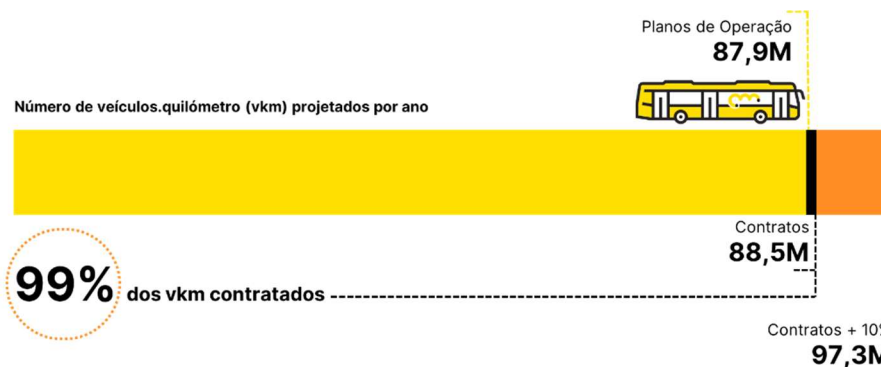 Planos de Operação
87,9M
Número de veículos.quilómetro (vkm) projetados por ano
Contratos
88,5M
99% dos vkm contratados
Contratos + 10%
97,3M